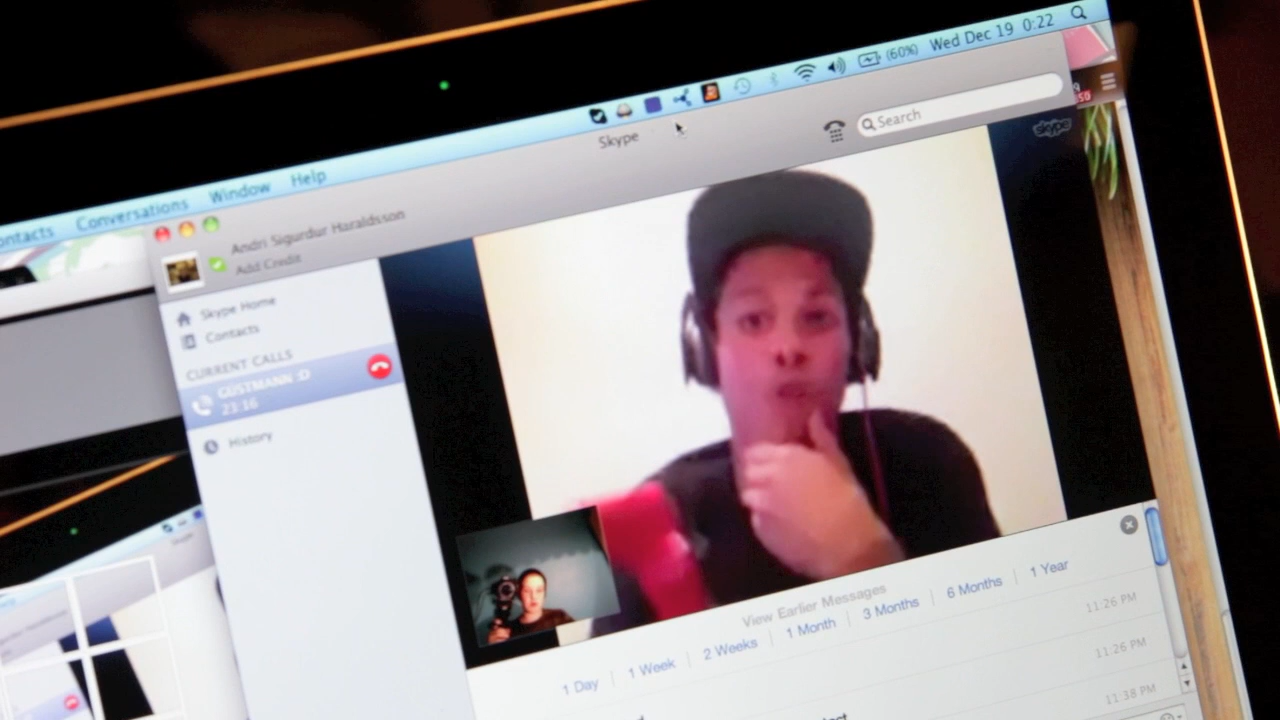 Wed Dec 19 0:22
(60%)
ontacts Conversations Window Help
Skype
Search
skype
Andri Sigurdur Haraldsson
Add Credit
Skype Home
Contacts
CURRENT CALLS
GUSTMANN :D
23:16
History
View Earlier Messages
1 Day | 1 Week | 2 Weeks | 1 Month | 3 Months | 6 Months | 1 Year
11:26 PM
11:26 PM
11:38 PM